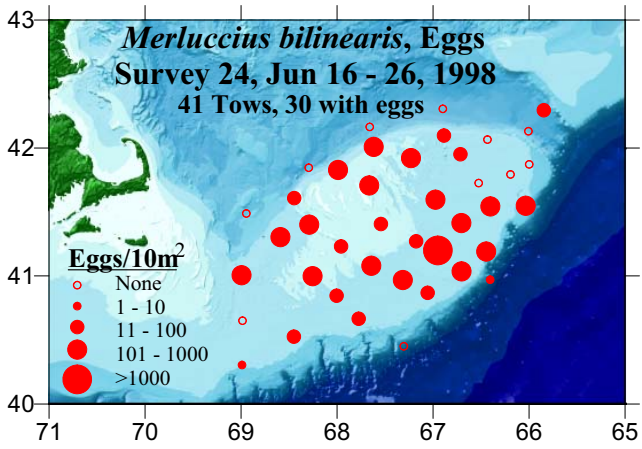 Merluccius bilinearis, Eggs
Survey 24, Jun 16 - 26, 1998
41 Tows, 30 with eggs
43
42
41
40
Eggs/10m²
None
1 - 10
11 - 100
101 - 1000
>1000
71 70 69 68 67 66 65